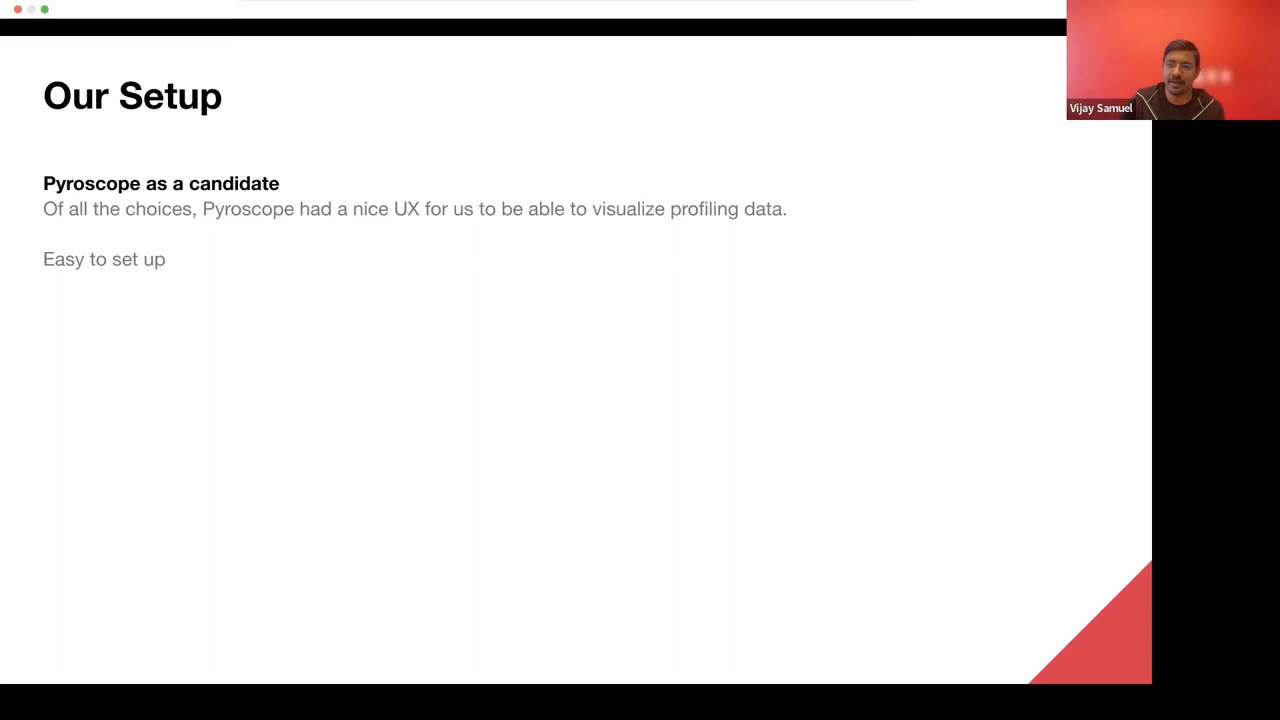 Our Setup
Pyroscope as a candidate
Of all the choices, Pyroscope had a nice UX for us to be able to visualize profiling data.
Easy to set up
Vijay Samuel